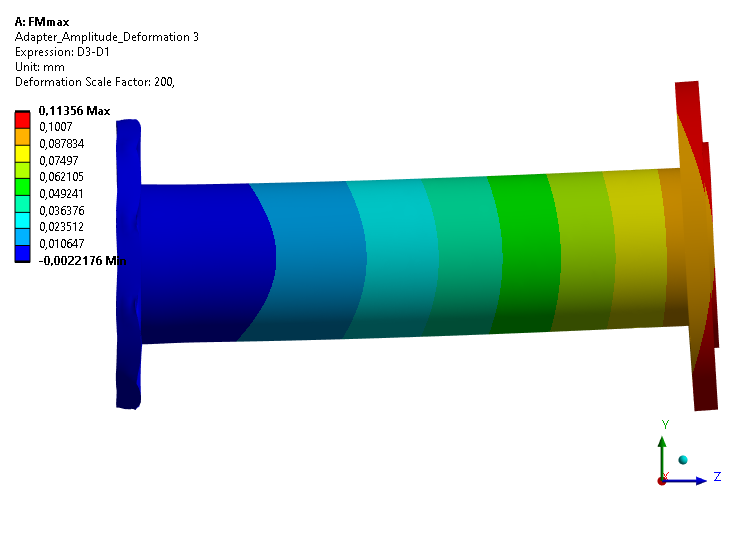 A: FMmax
Adapter_Amplitude_Deformation 3
Expression: D3-D1
Unit: mm
Deformation Scale Factor: 200,
0,11356 Max
0,1007
0,087834
0,07497
0,062105
0,049241
0,036376
0,023512
0,010647
-0,0022176 Min
Y
X
Z